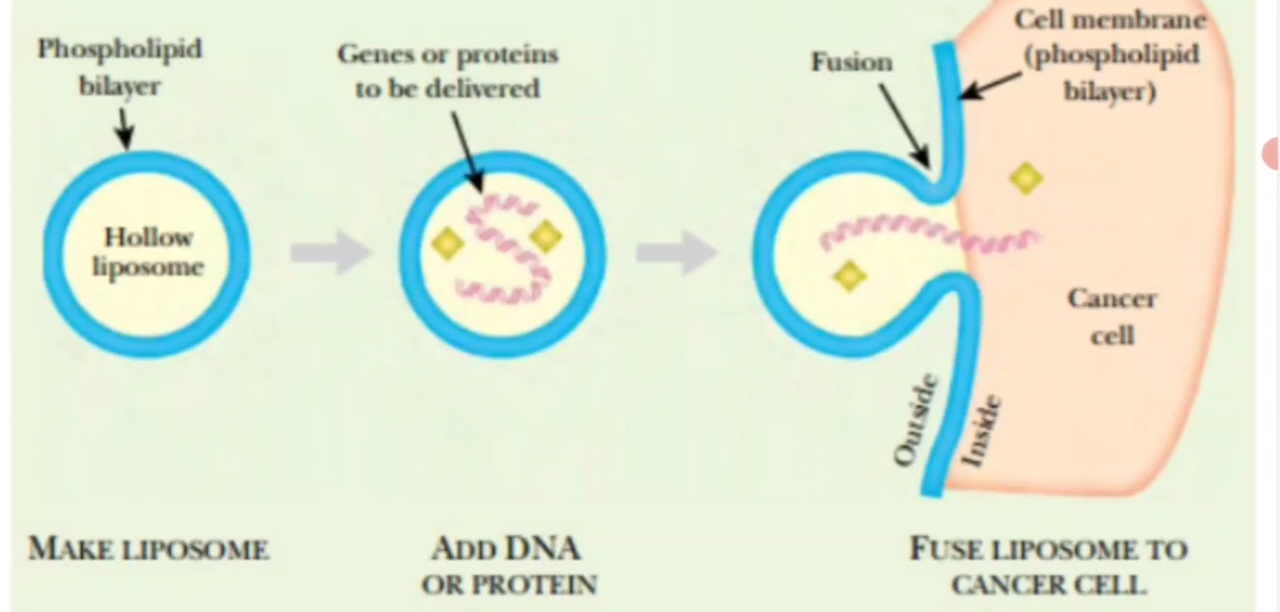 Phospholipid
bilayer
Hollow
liposome
MAKE LIPOSOME
Genes or proteins
to be delivered
ADD DNA
OR PROTEIN
Fusion
Cell membrane
(phospholipid
bilayer)
Cancer
cell
Outside
Inside
FUSE LIPOSOME TO
CANCER CELL